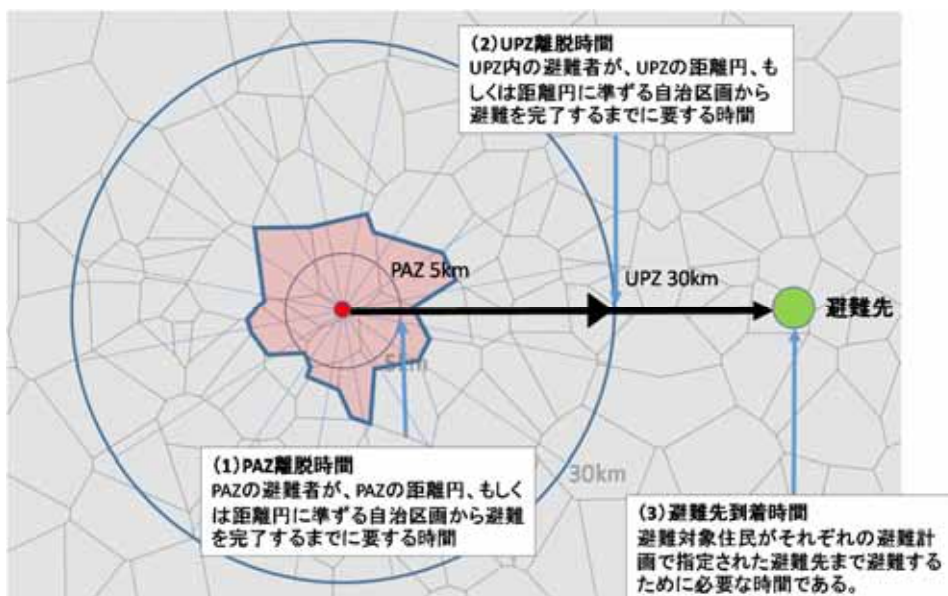 (2)UPZ離脱時間
UPZ内の避難者が、UPZの距離円、も
しくは距離円に準ずる自治区画から
避難を完了するまでに要する時間
PAZ 5km
UPZ 30km
避難先
5km
(1)PAZ離脱時間
PAZの避難者が、PAZの距離円、もしく
は距離円に準ずる自治区画から避難
を完了するまでに要する時間
30km
(3)避難先到着時間
避難対象住民がそれぞれの避難計
画で指定された避難先まで避難する
ために必要な時間である。